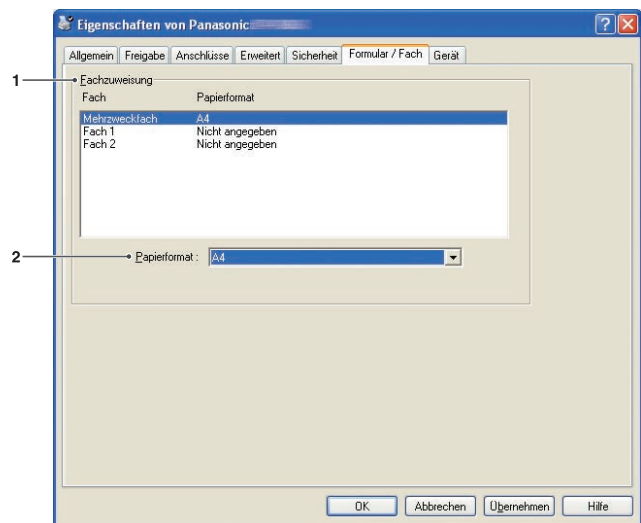 Eigenschaften von Panasonic
Allgemein Freigabe Anschlüsse Erweitert Sicherheit Formular / Fach Gerät
1
Fachzuweisung
Fach Papierformat
Mehrzweckfach A4
Fach 1 Nicht angegeben
Fach 2 Nicht angegeben
2 Papierformat : A4
OK Abbrechen Übernehmen Hilfe